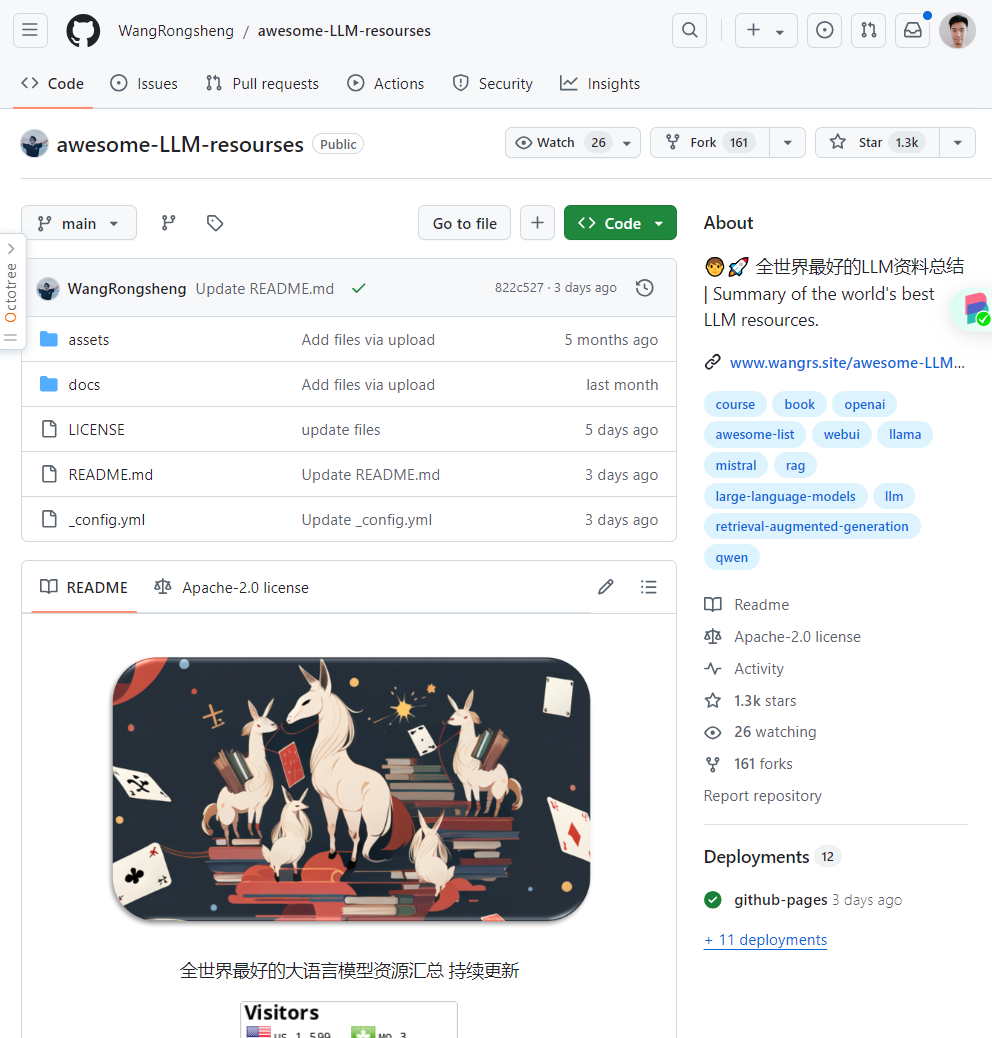 WangRongsheng / awesome-LLM-resourses
Code Issues Pull requests Actions Security Insights
awesome-LLM-resourses Public
Watch 26 Fork 161 Star 1.3k
main Go to file Code
About
全世界最好的LLM资料总结
| Summary of the world's best
LLM resources.
www.wangrs.site/awesome-LLM...
course book openai
awesome-list webui llama
mistral rag
large-language-models llm
retrieval-augmented-generation
qwen
Readme
Apache-2.0 license
Activity
1.3k stars
26 watching
161 forks
Report repository
Deployments 12
github-pages 3 days ago
+ 11 deployments
Octotree
WangRongsheng Update README.md 822c527 · 3 days ago
assets Add files via upload 5 months ago
docs Add files via upload last month
LICENSE update files 5 days ago
README.md Update README.md 3 days ago
_config.yml Update _config.yml 3 days ago
README Apache-2.0 license
全世界最好的大语言模型资源汇总 持续更新
Visitors
US 1,599 MO 3